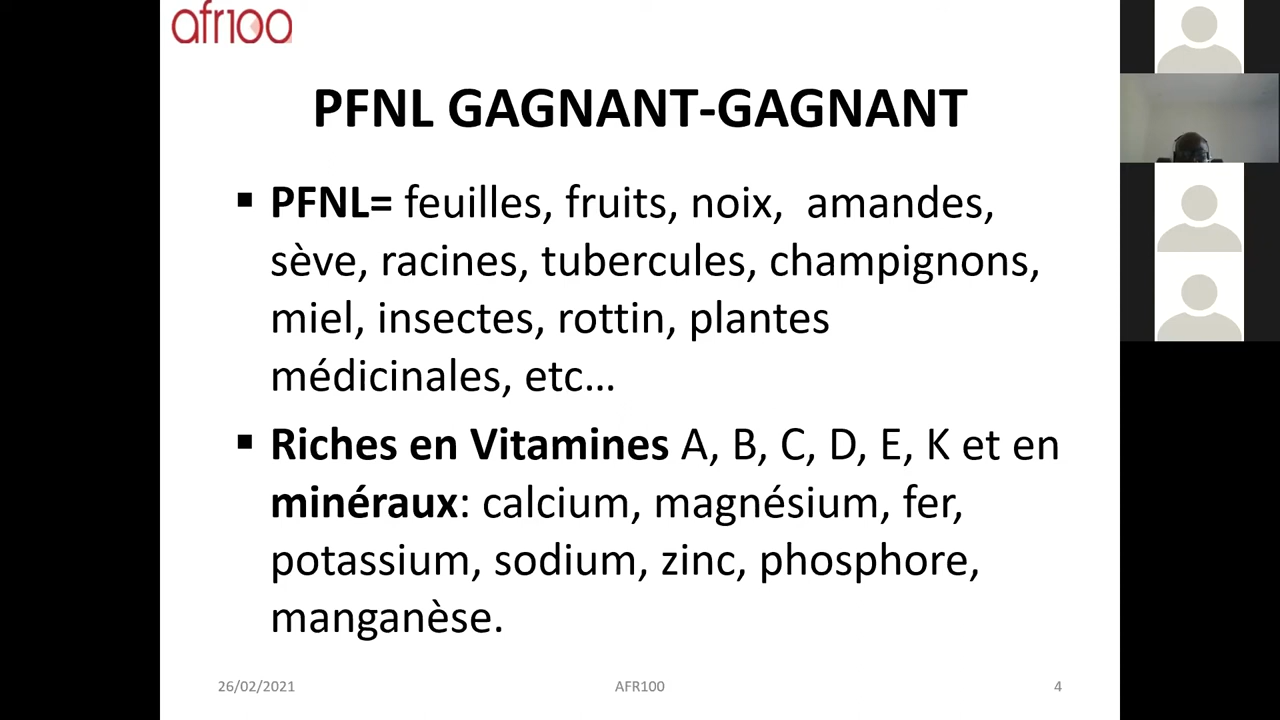 afr100
PFNL GAGNANT-GAGNANT
▪ PFNL= feuilles, fruits, noix, amandes,
sève, racines, tubercules, champignons,
miel, insectes, rottin, plantes
médicinales, etc…
▪ Riches en Vitamines A, B, C, D, E, K et en
minéraux: calcium, magnésium, fer,
potassium, sodium, zinc, phosphore,
manganèse.
26/02/2021 AFR100 4